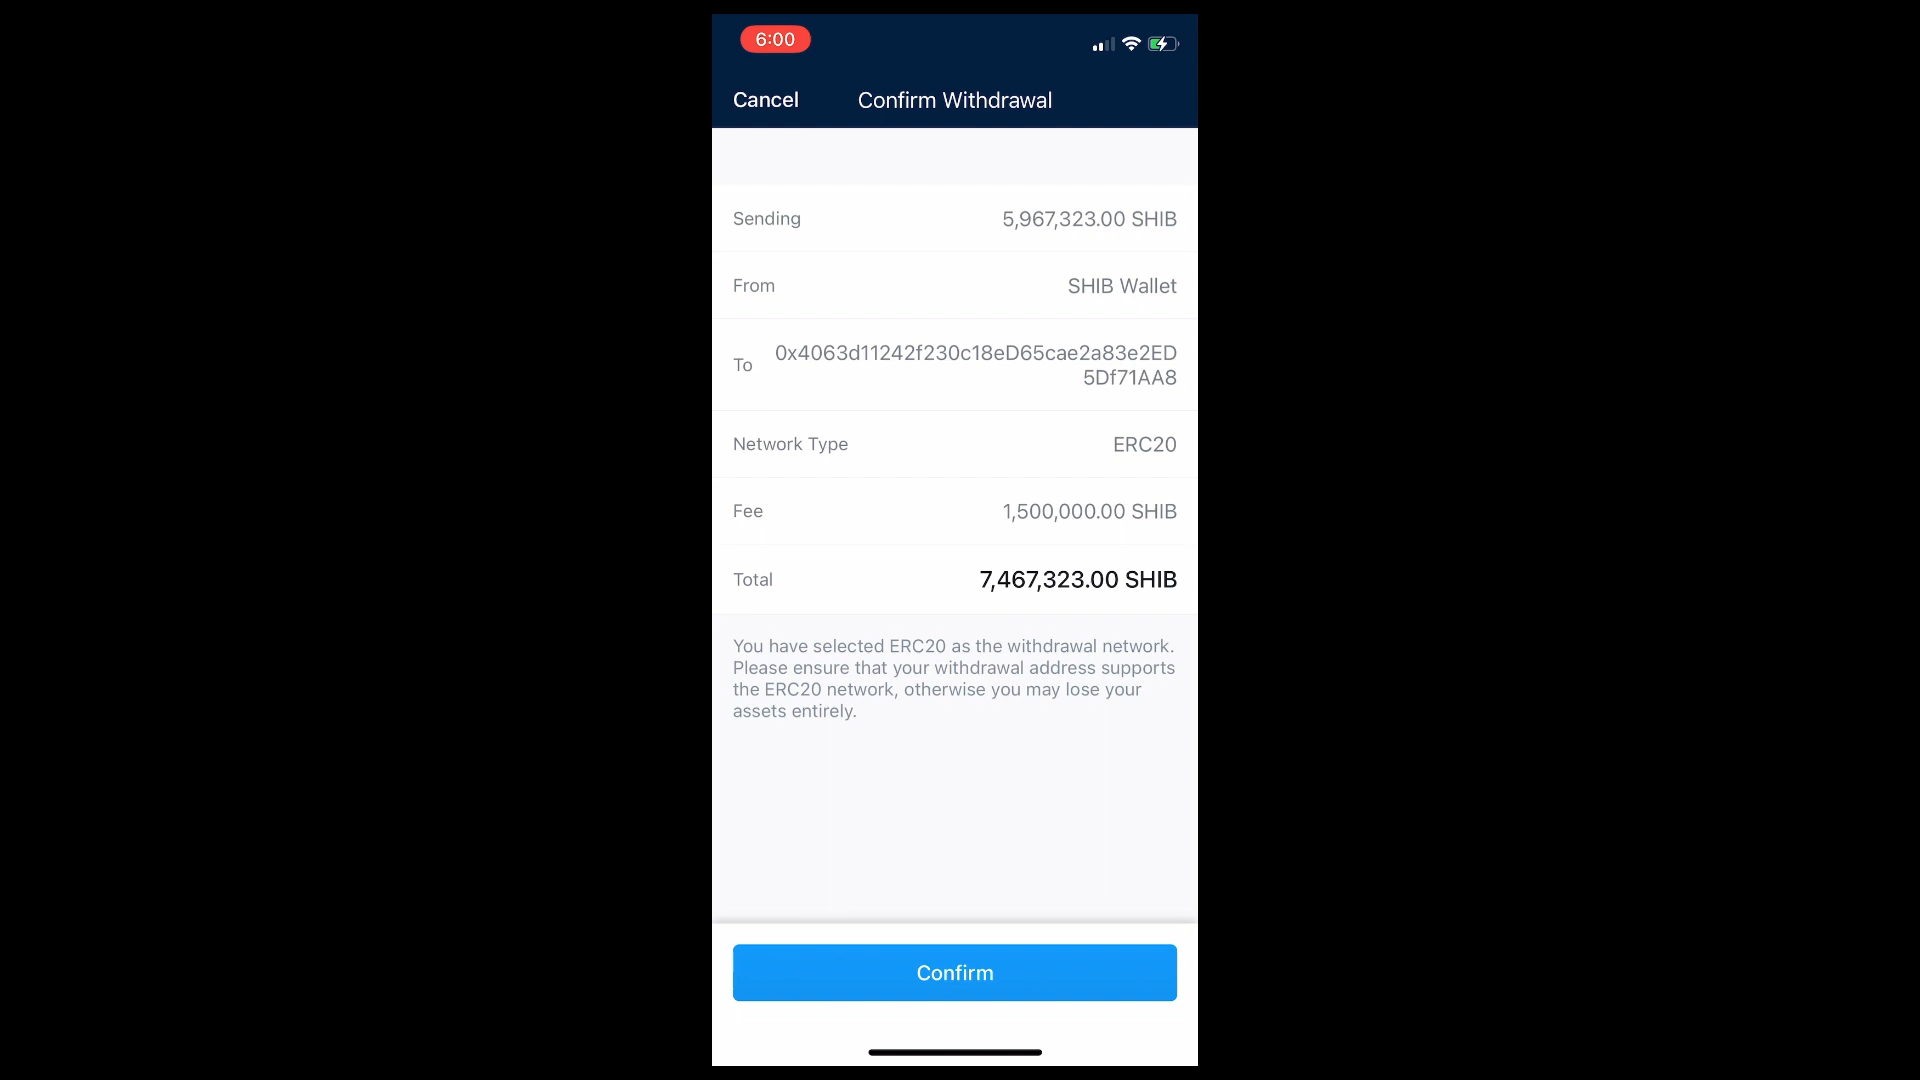 6:00
Cancel
Confirm Withdrawal
Sending
5,967,323.00 SHIB
From
SHIB Wallet
To
0x4063d11242f230c18eD65cae2a83e2ED
5Df71AA8
Network Type
ERC20
Fee
1,500,000.00 SHIB
Total
7,467,323.00 SHIB
You have selected ERC20 as the withdrawal network.
Please ensure that your withdrawal address supports
the ERC20 network, otherwise you may lose your
assets entirely.
Confirm